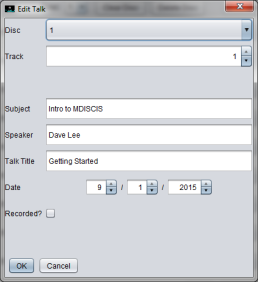 Edit Talk
Disc 1
Track 1
Subject Intro to MDISCIS
Speaker Dave Lee
Talk Title Getting Started
Date 9 / 1 / 2015
Recorded?
OK Cancel